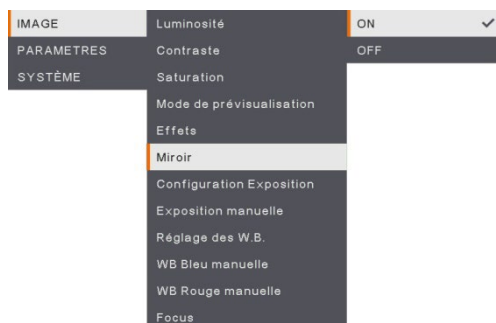 IMAGE
PARAMETRES
SYSTÈME
Luminosité
Contraste
Saturation
Mode de prévisualisation
Effets
Miroir
Configuration Exposition
Exposition manuelle
Réglage des W.B.
WB Bleu manuelle
WB Rouge manuelle
Focus
ON
OFF